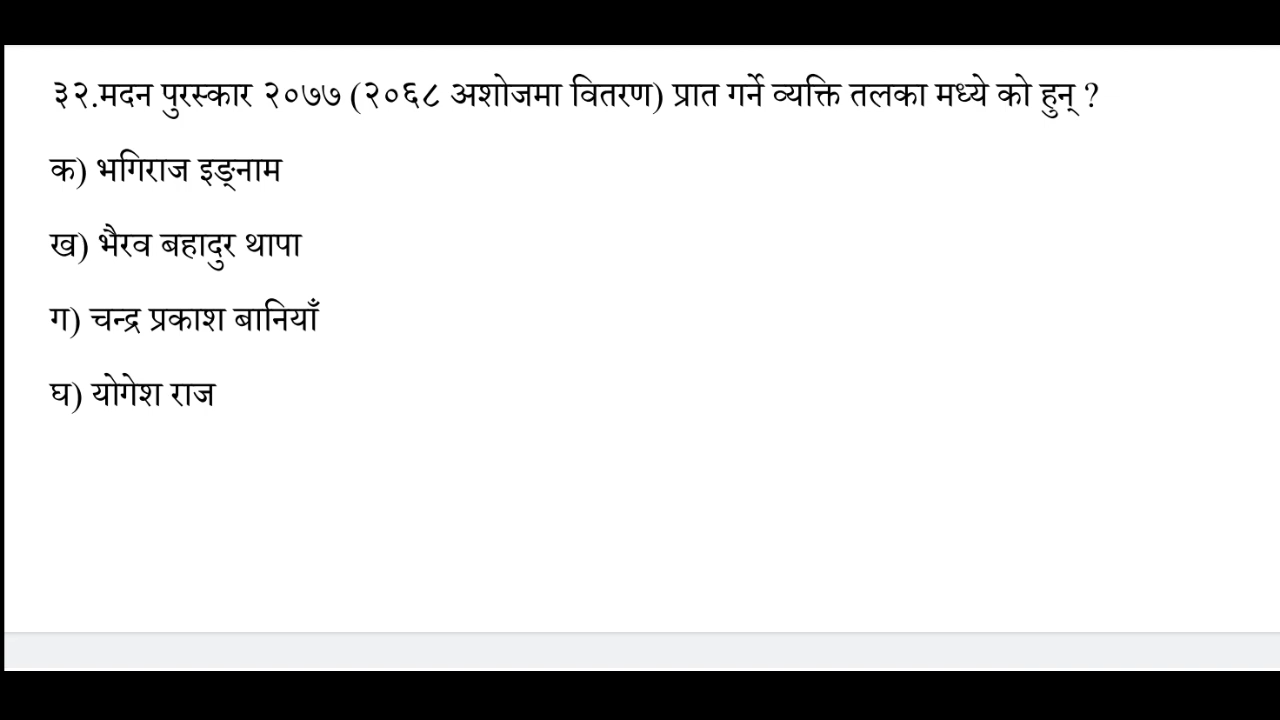 ३२.मदन पुरस्कार २०७७ (२०६८ अशोजमा वितरण) प्रात गर्ने व्यक्ति तलका मध्ये को हुन् ?
क) भगिराज इङ्नाम
ख) भैरव बहादुर थापा
ग) चन्द्र प्रकाश बानियाँ
घ) योगेश राज